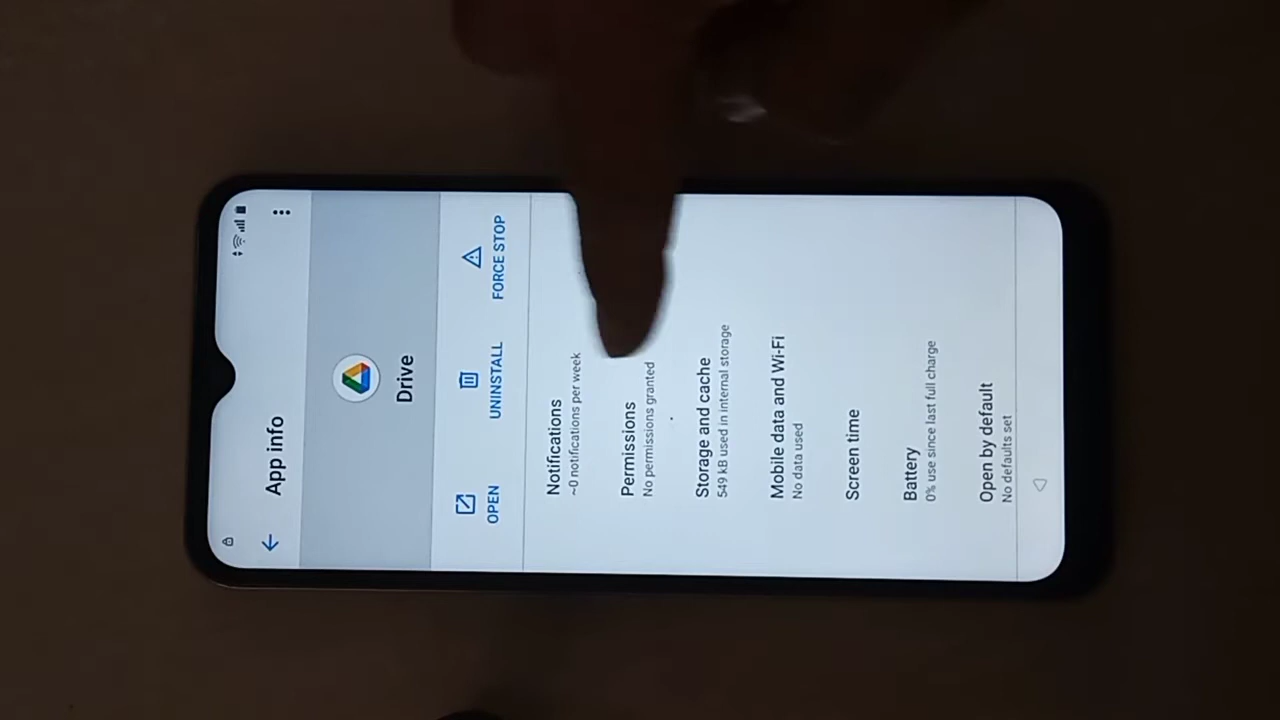 App info
Drive
OPEN
UNINSTALL
FORCE STOP
Notifications
~0 notifications per week
Permissions
No permissions granted
Storage and cache
549 kB used in internal storage
Mobile data and Wi-Fi
No data used
Screen time
Battery
0% use since last full charge
Open by default
No defaults set